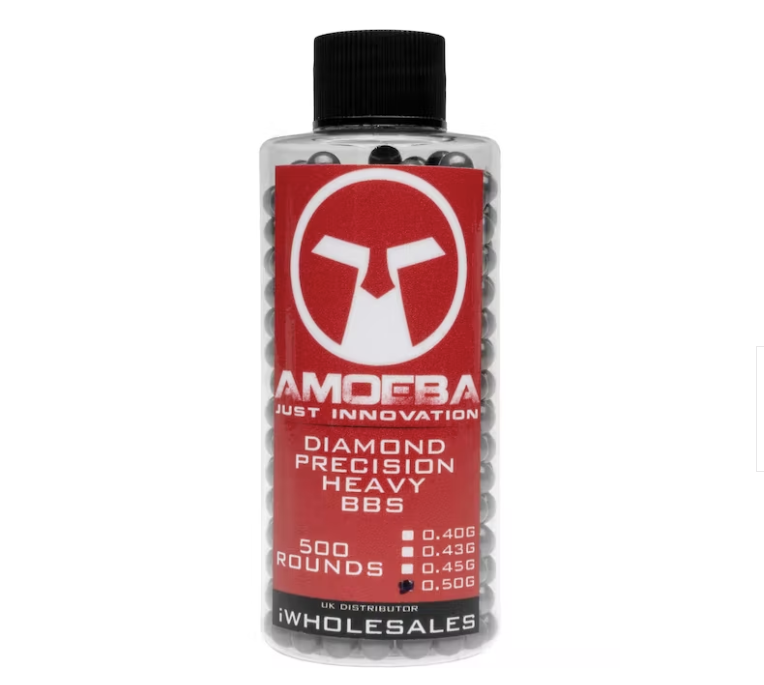 AMOEBA
JUST INNOVATION
DIAMOND
PRECISION
HEAVY
BBS
500
ROUNDS
0.40G
0.43G
0.45G
0.50G
UK DISTRIBUTOR
iWHOLESALES